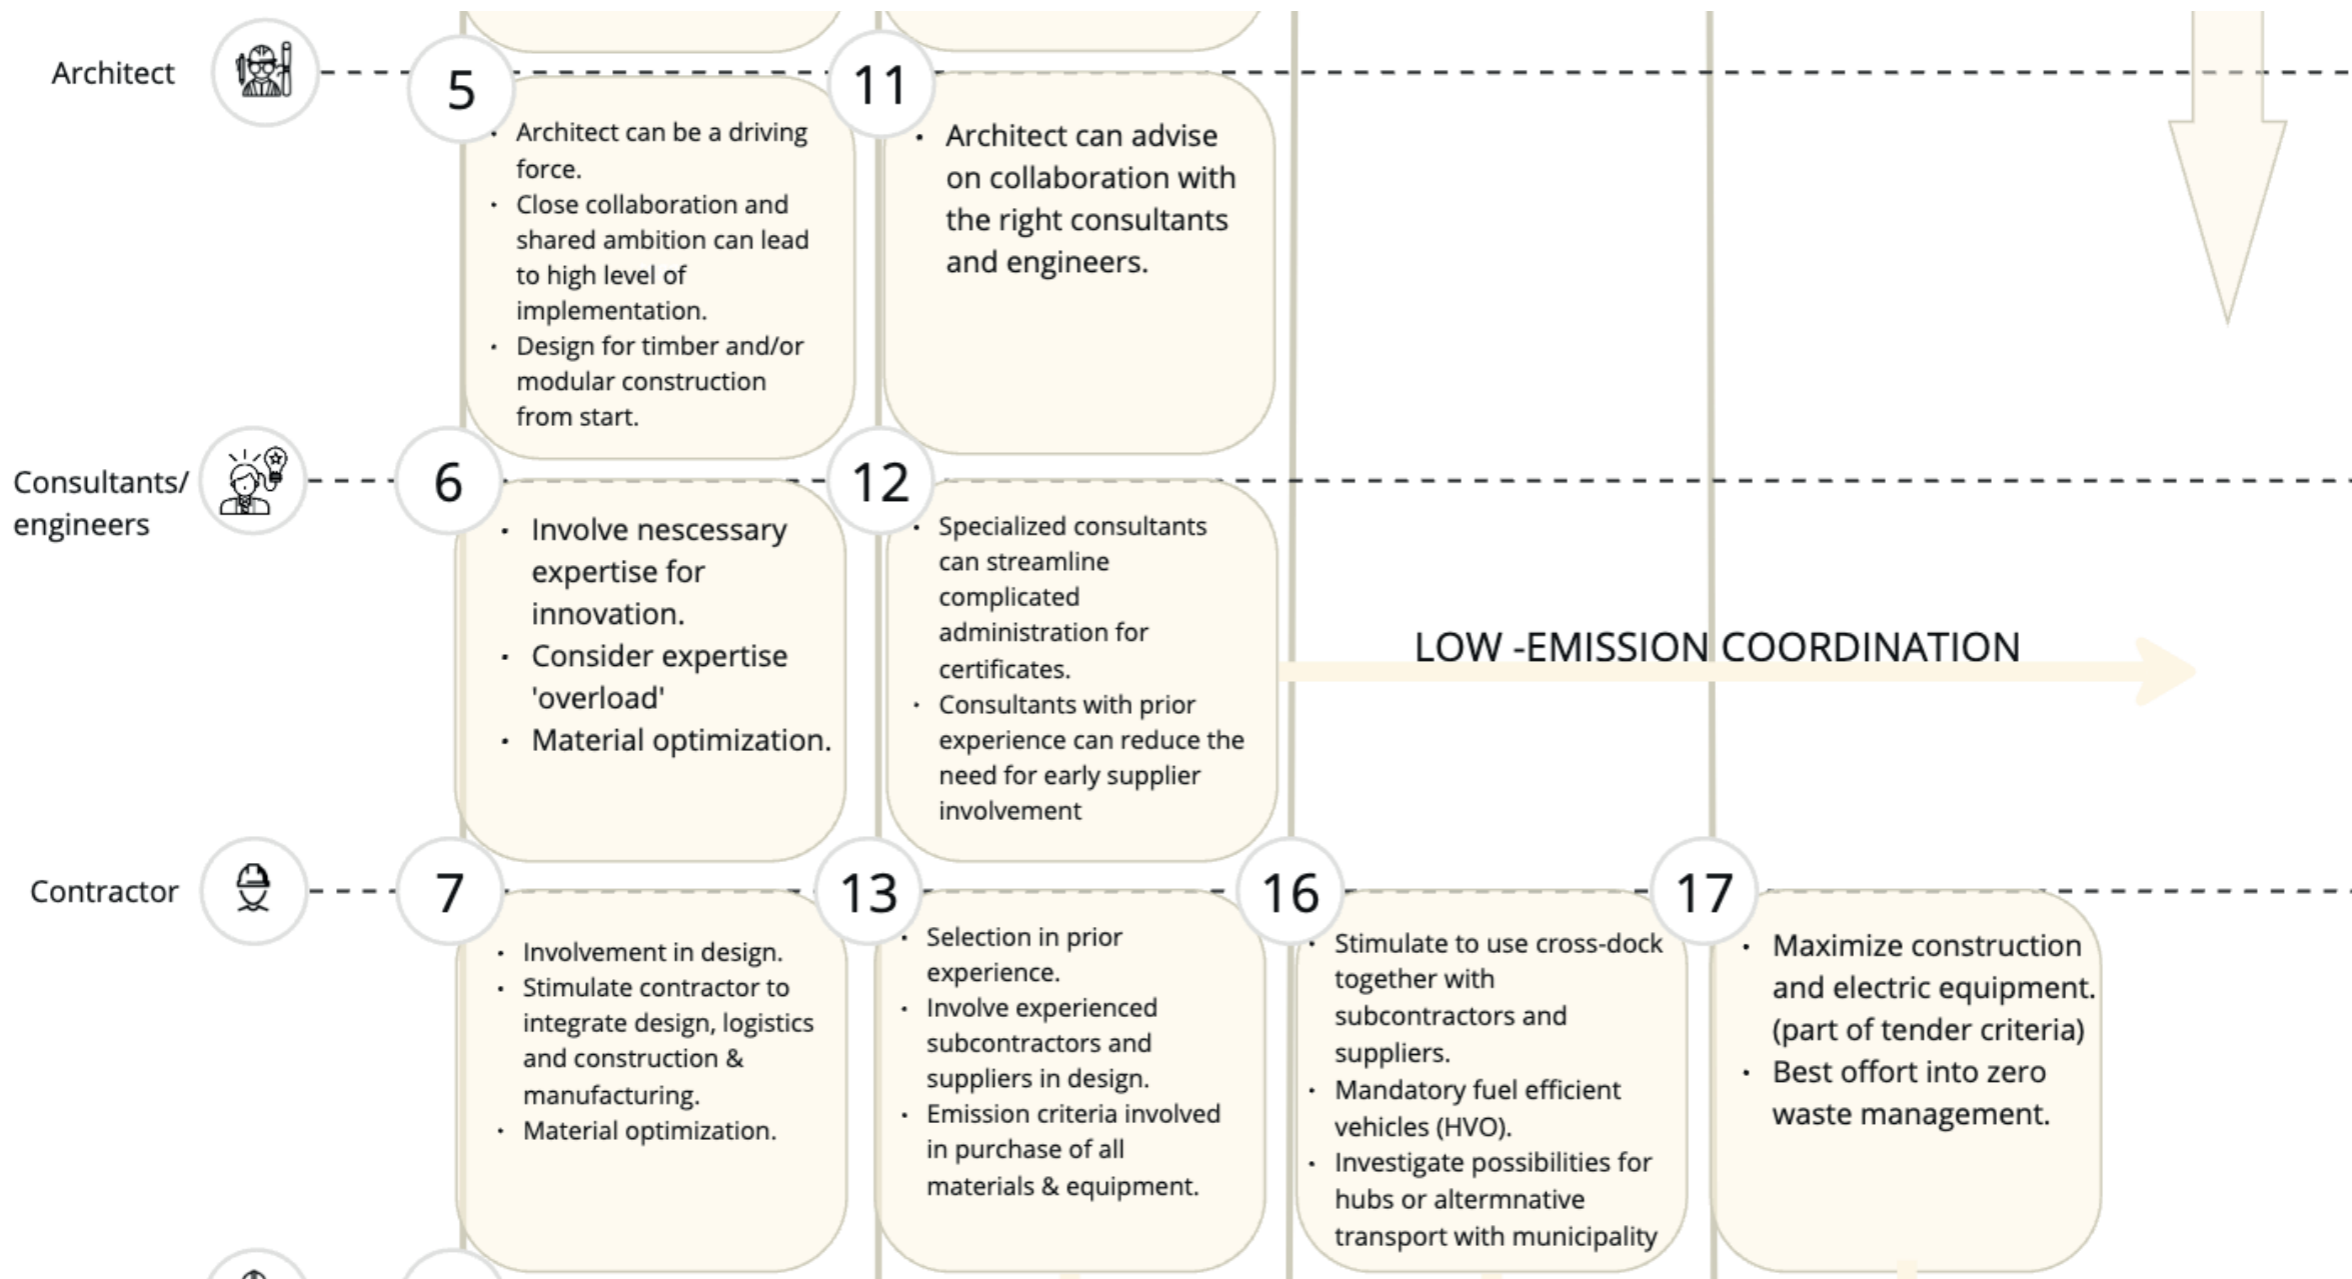 Architect
5
• Architect can be a driving
force.
• Close collaboration and
shared ambition can lead
to high level of
implementation.
• Design for timber and/or
modular construction
from start.
11
• Architect can advise
on collaboration with
the right consultants
and engineers.
Consultants/
engineers
6
• Involve nescessary
expertise for
innovation.
• Consider expertise
'overload'
• Material optimization.
12
• Specialized consultants
can streamline
complicated
administration for
certificates.
• Consultants with prior
experience can reduce the
need for early supplier
involvement
LOW -EMISSION COORDINATION
Contractor
7
• Involvement in design.
• Stimulate contractor to
integrate design, logistics
and construction &
manufacturing.
• Material optimization.
13
• Selection in prior
experience.
• Involve experienced
subcontractors and
suppliers in design.
• Emission criteria involved
in purchase of all
materials & equipment.
16
• Stimulate to use cross-dock
together with
subcontractors and
suppliers.
• Mandatory fuel efficient
vehicles (HVO).
• Investigate possibilities for
hubs or altermnative
transport with municipality
17
• Maximize construction
and electric equipment.
(part of tender criteria)
• Best effort into zero
waste management.